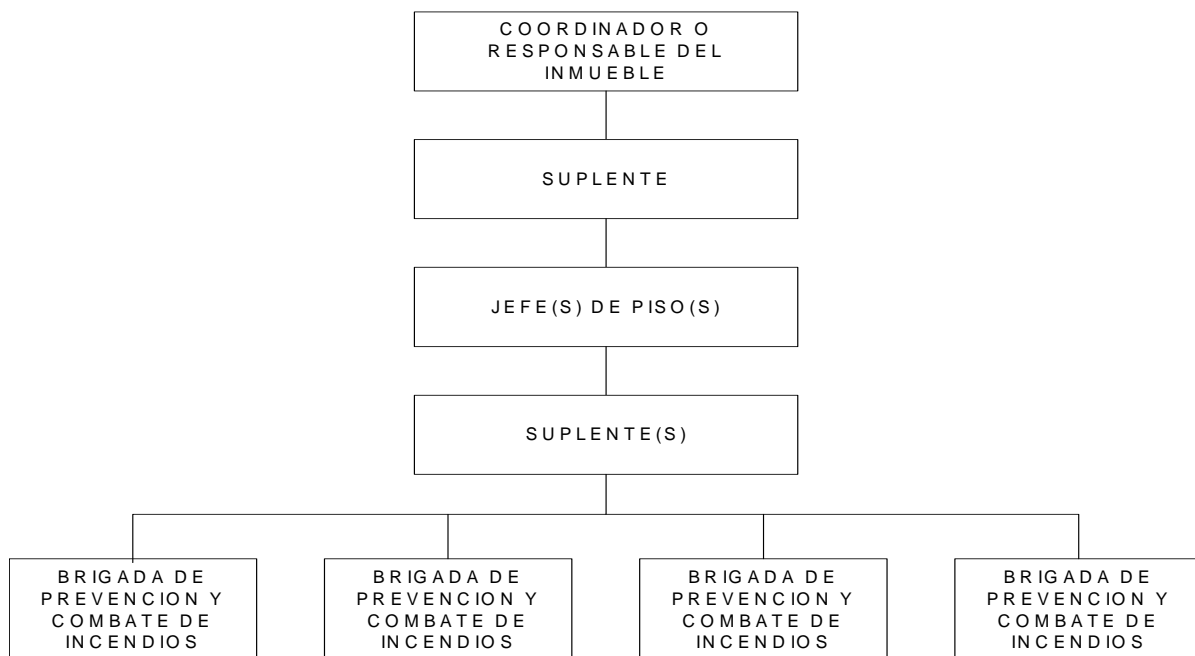 COORDINADOR O
RESPONSABLE DEL
INMUEBLE
SUPLENTE
JEFE(S) DE PISO(S)
SUPLENTE(S)
BRIGADA DE
PREVENCION Y
COMBATE DE
INCENDIOS
BRIGADA DE
PREVENCION Y
COMBATE DE
INCENDIOS
BRIGADA DE
PREVENCION Y
COMBATE DE
INCENDIOS
BRIGADA DE
PREVENCION Y
COMBATE DE
INCENDIOS